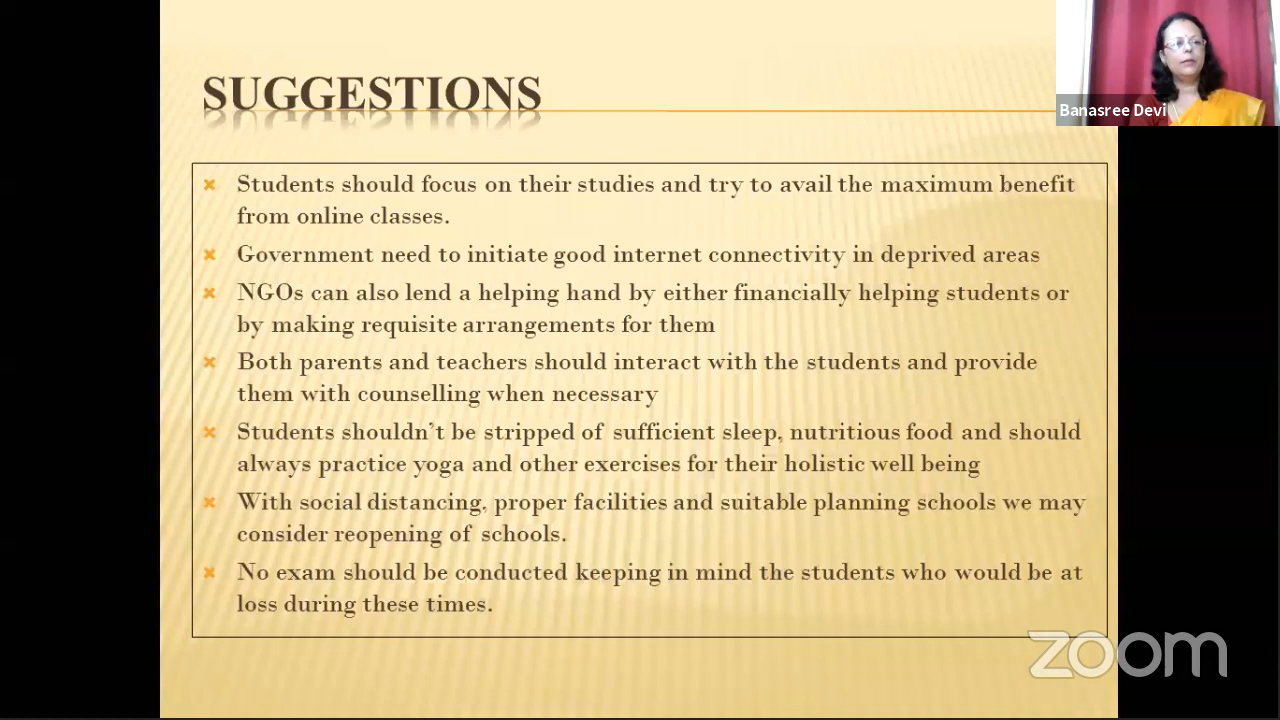 SUGGESTIONS
Banasree Devi
Students should focus on their studies and try to avail the maximum benefit
from online classes.
Government need to initiate good internet connectivity in deprived areas
NGOs can also lend a helping hand by either financially helping students or
by making requisite arrangements for them
Both parents and teachers should interact with the students and provide
them with counselling when necessary
Students shouldn't be stripped of sufficient sleep, nutritious food and should
always practice yoga and other exercises for their holistic well being
With social distancing, proper facilities and suitable planning schools we may
consider reopening of schools.
No exam should be conducted keeping in mind the students who would be at
loss during these times.
zoom